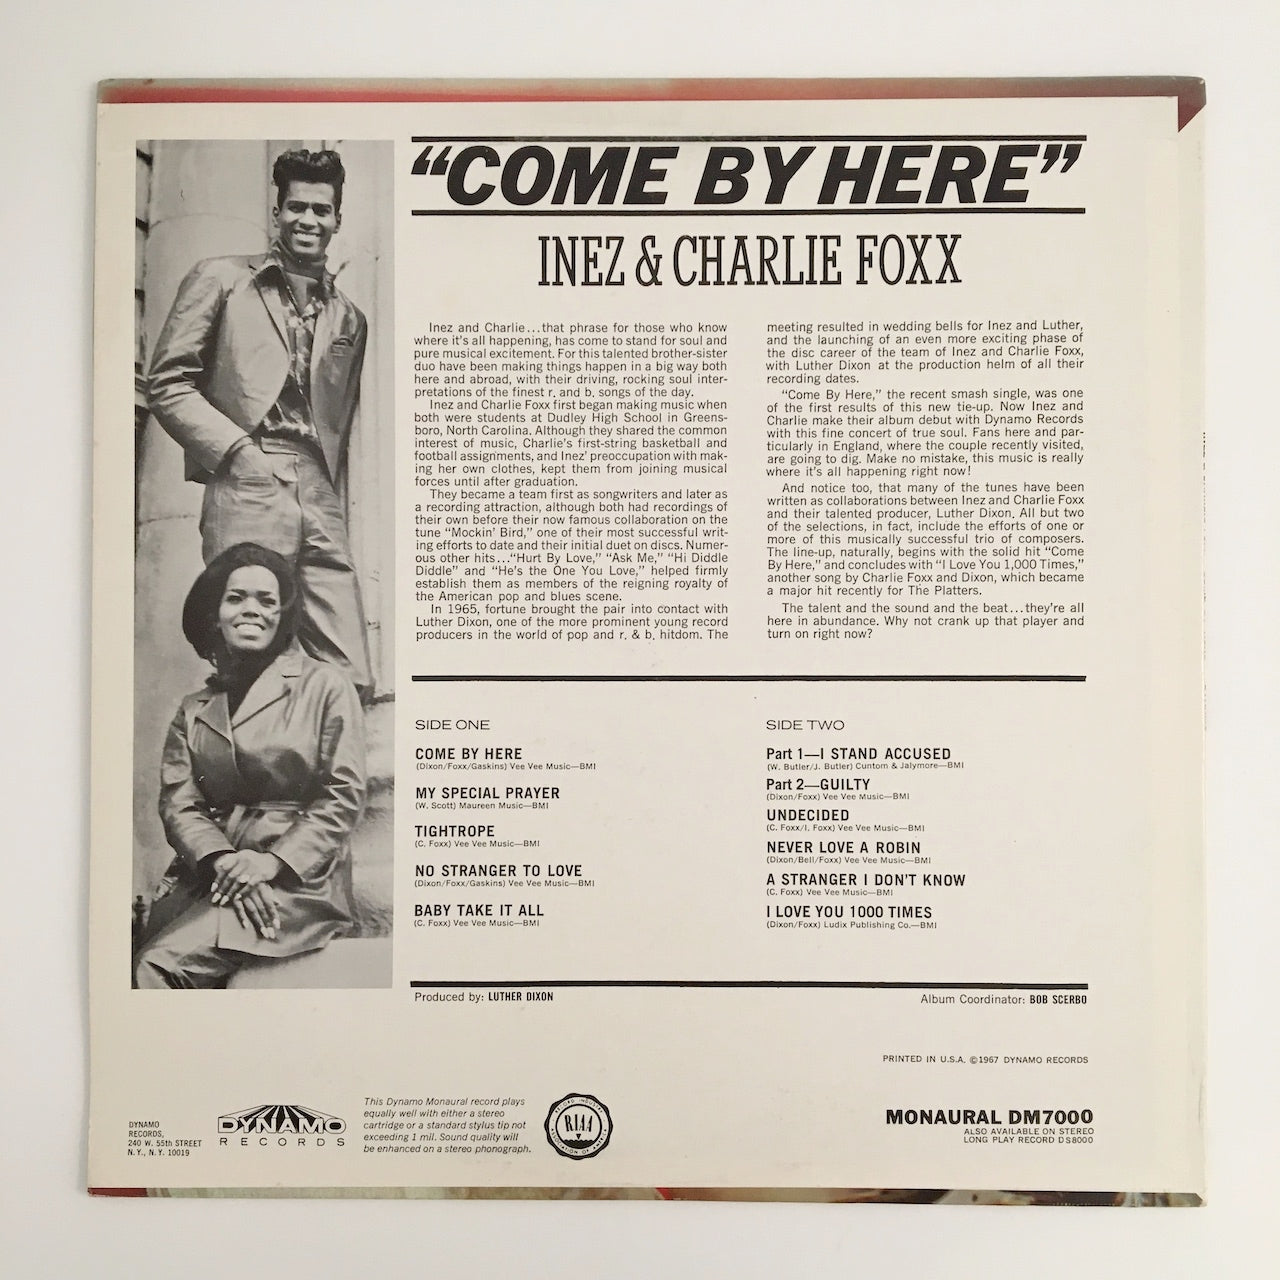 “COME BY HERE”
INEZ & CHARLIE FOXX
Inez and Charlie...that phrase for those who know
where it's all happening, has come to stand for soul and
pure musical excitement. For this talented brother-sister
duo have been making things happen in a big way both
here and abroad, with their driving, rocking soul inter-
pretations of the finest r. and b. songs of the day.
Inez and Charlie Foxx first began making music when
both were students at Dudley High School in Greens-
boro, North Carolina. Although they shared the common
interest of music, Charlie's first-string basketball and
football assignments, and Inez' preoccupation with mak-
ing her own clothes, kept them from joining musical
forces until after graduation.
They became a team first as songwriters and later as
a recording attraction, although both had recordings of
their own before their now famous collaboration on the
tune “Mockin' Bird,” one of their most successful writ-
ing efforts to date and their initial duet on discs. Numer-
ous other hits...“Hurt By Love,” “Ask Me,” “Hi Diddle
Diddle” and “He's the One You Love,” helped firmly
establish them as members of the reigning royalty of
the American pop and blues scene.
In 1965, fortune brought the pair into contact with
Luther Dixon, one of the more prominent young record
producers in the world of pop and r. & b. hitdom. The
meeting resulted in wedding bells for Inez and Luther,
and the launching of an even more exciting phase of
the disc career of the team of Inez and Charlie Foxx,
with Luther Dixon at the production helm of all their
recording dates.
“Come By Here,” the recent smash single, was one
of the first results of this new tie-up. Now Inez and
Charlie make their album debut with Dynamo Records
with this fine concert of true soul. Fans here and par-
ticularly in England, where the couple recently visited,
are going to dig. Make no mistake, this music is really
where it's all happening right now!
And notice too, that many of the tunes have been
written as collaborations between Inez and Charlie Foxx
and their talented producer, Luther Dixon. All but two
of the selections, in fact, include the efforts of one or
more of this musically successful trio of composers.
The line-up, naturally, begins with the solid hit “Come
By Here,” and concludes with “I Love You 1,000 Times,”
another song by Charlie Foxx and Dixon, which became
a major hit recently for The Platters.
The talent and the sound and the beat...they're all
here in abundance. Why not crank up that player and
turn on right now?
SIDE ONE
COME BY HERE
(Dixon/Foxx/Gaskins) Vee Vee Music—BMI
MY SPECIAL PRAYER
(W. Scott) Maureen Music—BMI
TIGHTROPE
(C. Foxx) Vee Vee Music—BMI
NO STRANGER TO LOVE
(Dixon/Foxx/Gaskins) Vee Vee Music—BMI
BABY TAKE IT ALL
(C. Foxx) Vee Vee Music—BMI
SIDE TWO
Part 1—I STAND ACCUSED
(W. Butler/J. Butler) Cuntom & Jalymore—BMI
Part 2—GUILTY
(Dixon/Foxx) Vee Vee Music—BMI
UNDECIDED
(C. Foxx/I. Foxx) Vee Vee Music—BMI
NEVER LOVE A ROBIN
(Dixon/Bell/Foxx) Vee Vee Music—BMI
A STRANGER I DON'T KNOW
(C. Foxx) Vee Vee Music—BMI
I LOVE YOU 1000 TIMES
(Dixon/Foxx) Ludix Publishing Co.—BMI
Produced by: LUTHER DIXON
Album Coordinator: BOB SCERBO
PRINTED IN U.S.A. ©1967 DYNAMO RECORDS
DYNAMO
RECORDS,
240 W. 55th STREET
N.Y., N.Y. 10019
DYNAMO
RECORDS
This Dynamo Monaural record plays
equally well with either a stereo
cartridge or a standard stylus tip not
exceeding 1 mil. Sound quality will
be enhanced on a stereo phonograph.
RECORD INDUSTRY
RIAA
ASSOCIATION OF AMERICA
MONAURAL DM7000
ALSO AVAILABLE ON STEREO
LONG PLAY RECORD DS8000